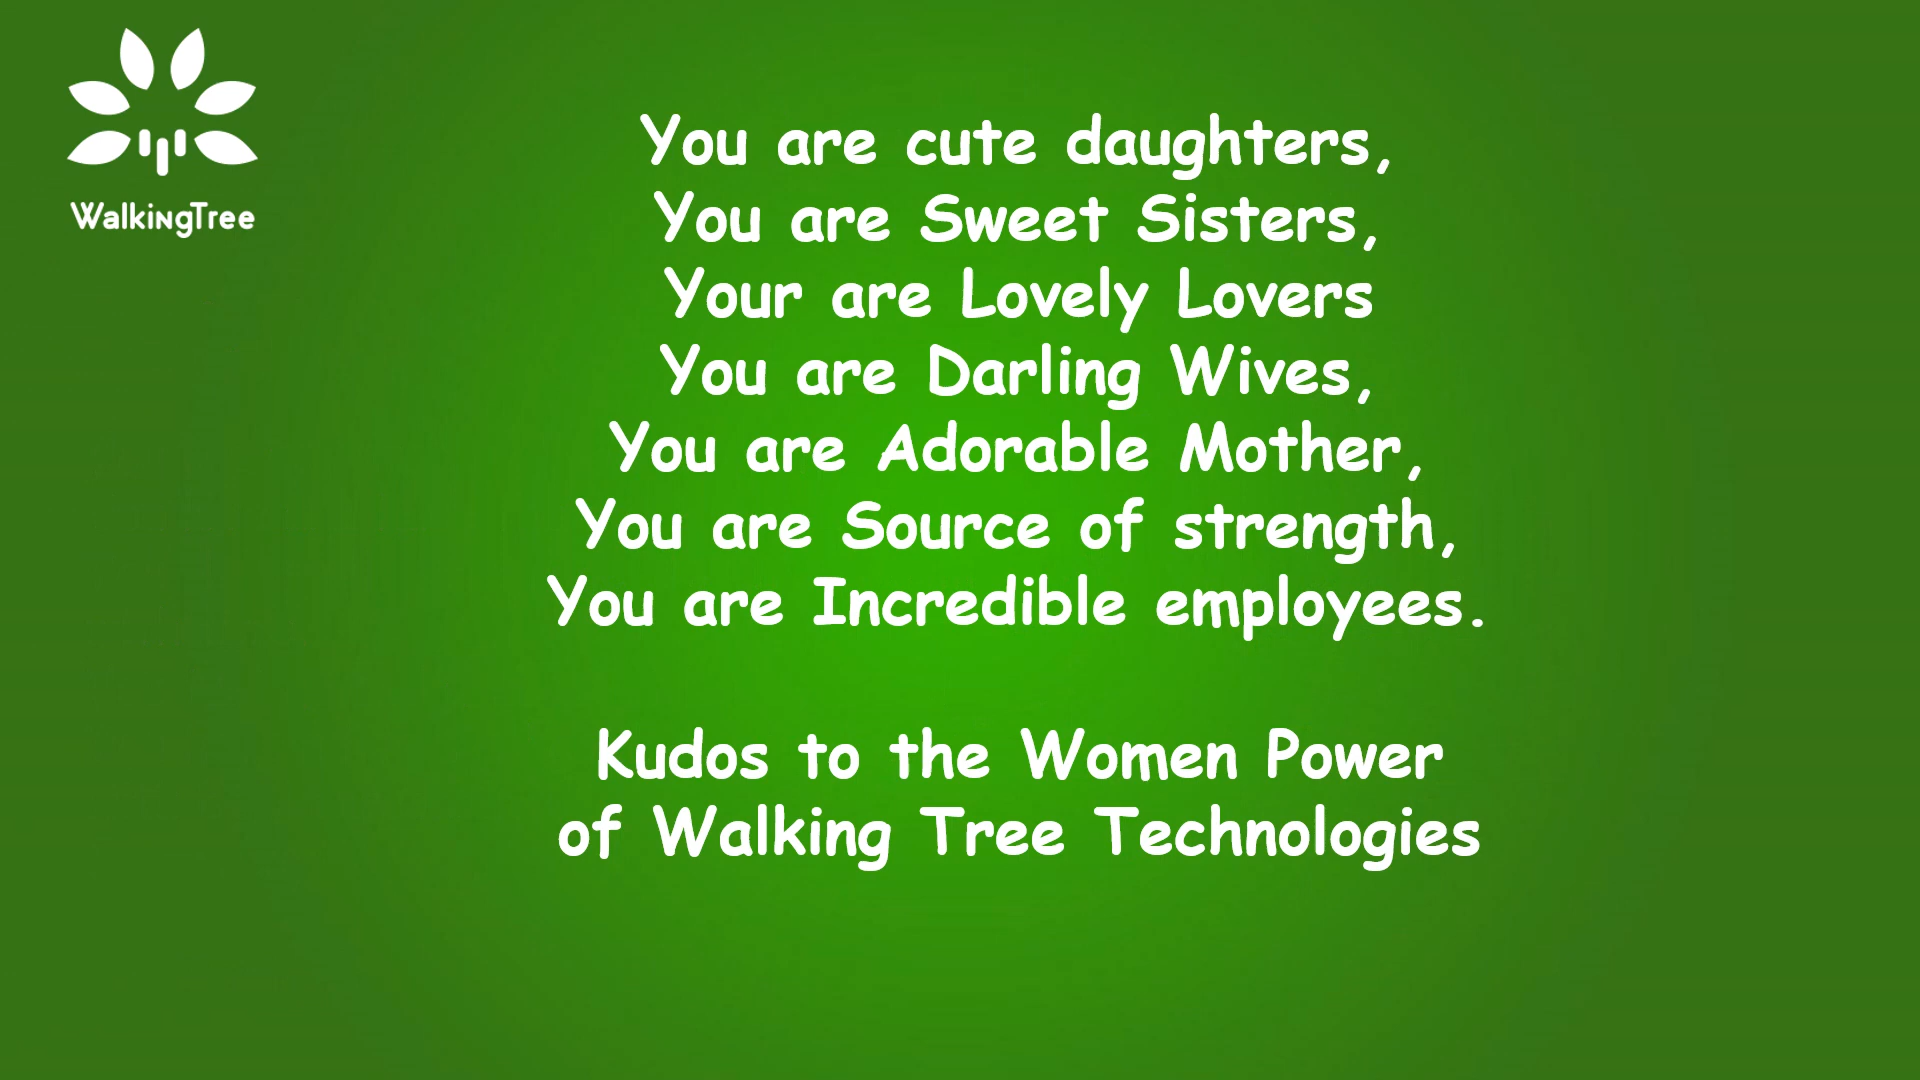 WalkingTree
You are cute daughters,
You are Sweet Sisters,
Your are Lovely Lovers
You are Darling Wives,
You are Adorable Mother,
You are Source of strength,
You are Incredible employees.
Kudos to the Women Power
of Walking Tree Technologies